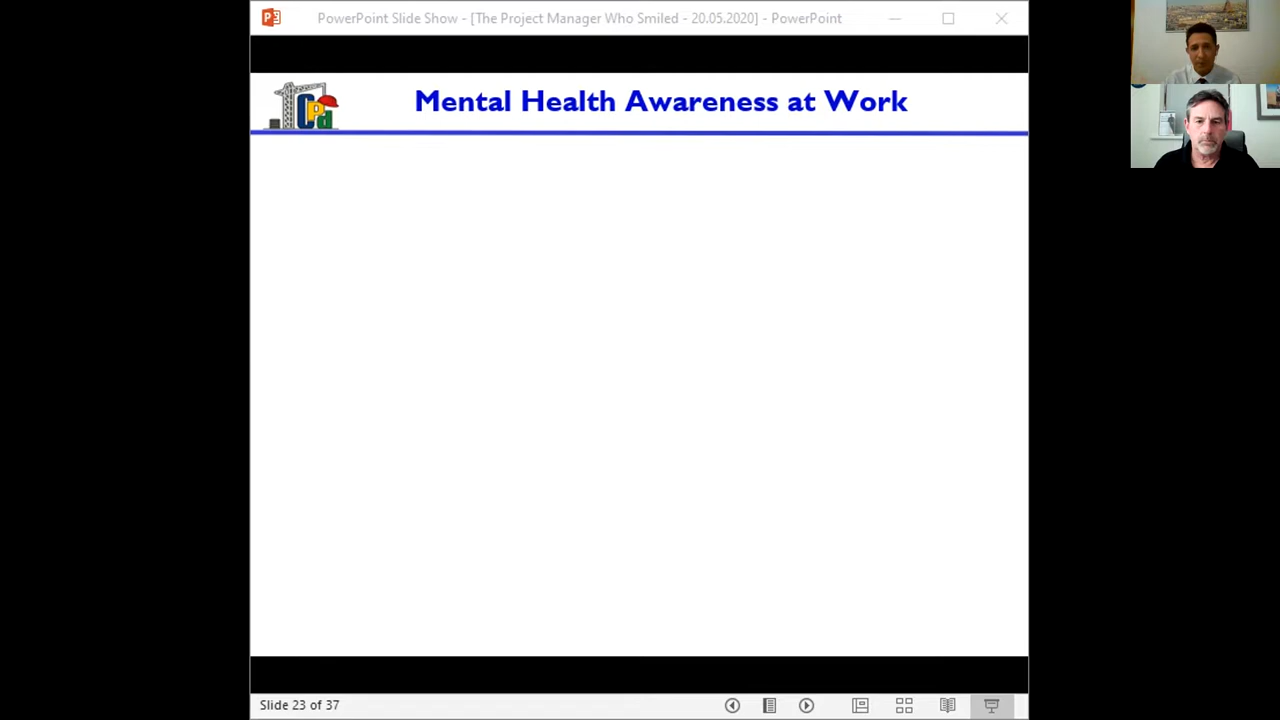 PowerPoint Slide Show - [The Project Manager Who Smiled - 20.05.2020] - PowerPoint
CPd
Mental Health Awareness at Work
Slide 23 of 37